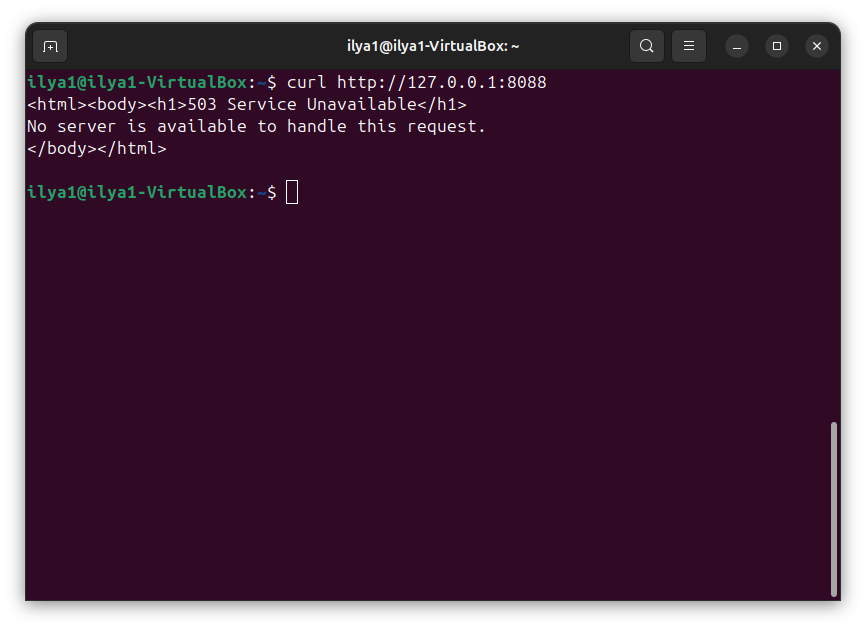 ilya1@ilya1-VirtualBox: ~
ilya1@ilya1-VirtualBox:~$ curl http://127.0.0.1:8088
<html><body><h1>503 Service Unavailable</h1>
No server is available to handle this request.
</body></html>
ilya1@ilya1-VirtualBox:~$